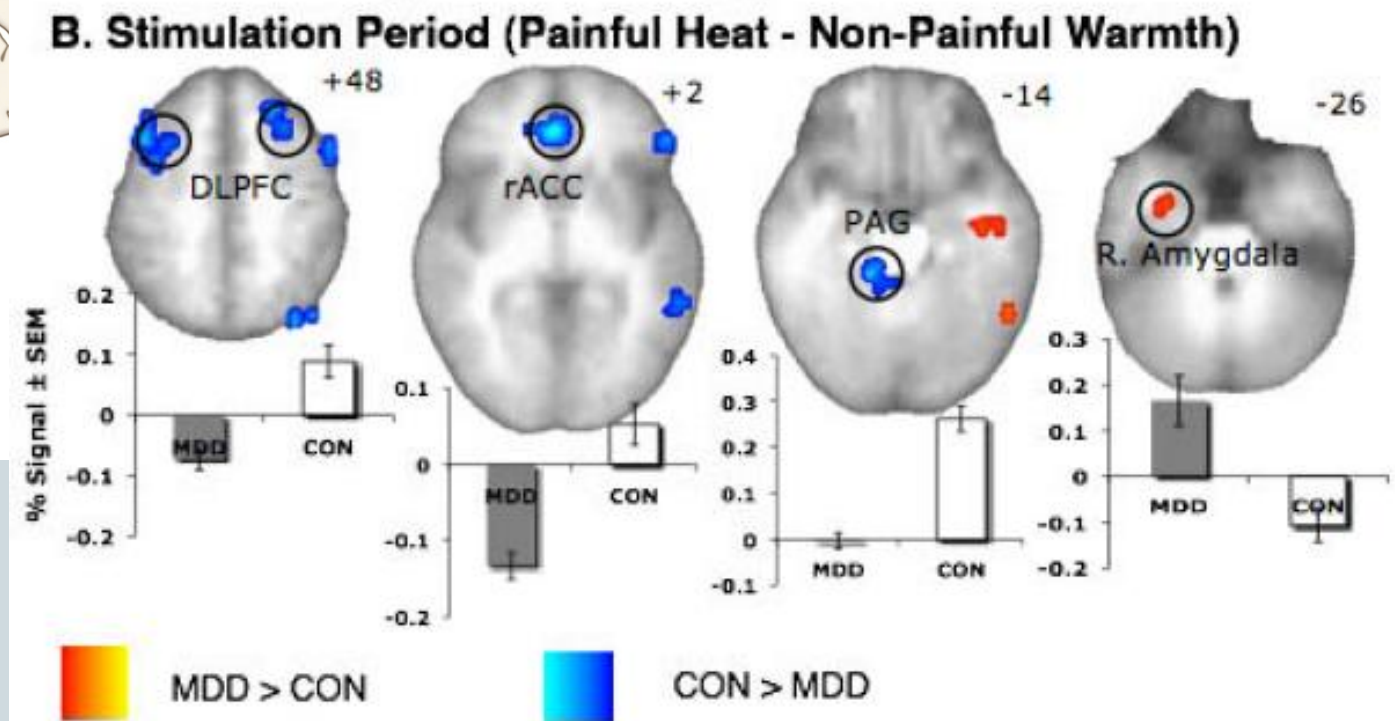 B. Stimulation Period (Painful Heat - Non-Painful Warmth)
+48
DLPFC
% Signal ± SEM
0.2
0.1
0
-0.1
-0.2
MDD
CON
+2
rACC
0.1
0
-0.1
-0.2
MDD
CON
-14
PAG
0.4
0.3
0.2
0.1
0
-0.1
MDD
CON
-26
R. Amygdala
0.3
0.2
0.1
0
-0.1
-0.2
MDD
CON
MDD > CON
CON > MDD